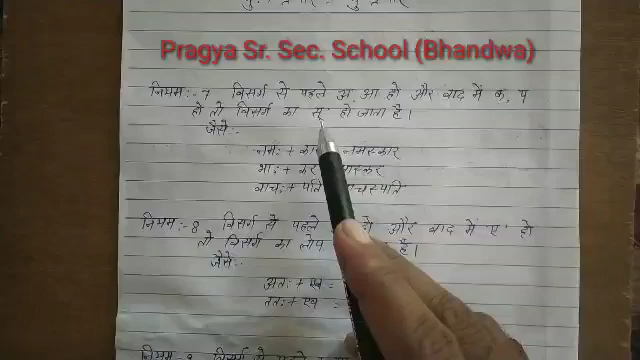 Pragya Sr. Sec. School (Bhandwa)
नियम:-7 विसर्ग से पहले अ, आ हो और बाद में क, प
हो तो विसर्ग का स् हो जाता है।
जैसे:-
नम: + का नमस्कार
भा: + कर स्कर
वाच: + पति चस्पति
नियम:-8 विसर्ग से पहले हो और बाद में 'ए' हो
तो विसर्ग का लोप है।
जैसे:-
अत: + एव =
तत: + एव =